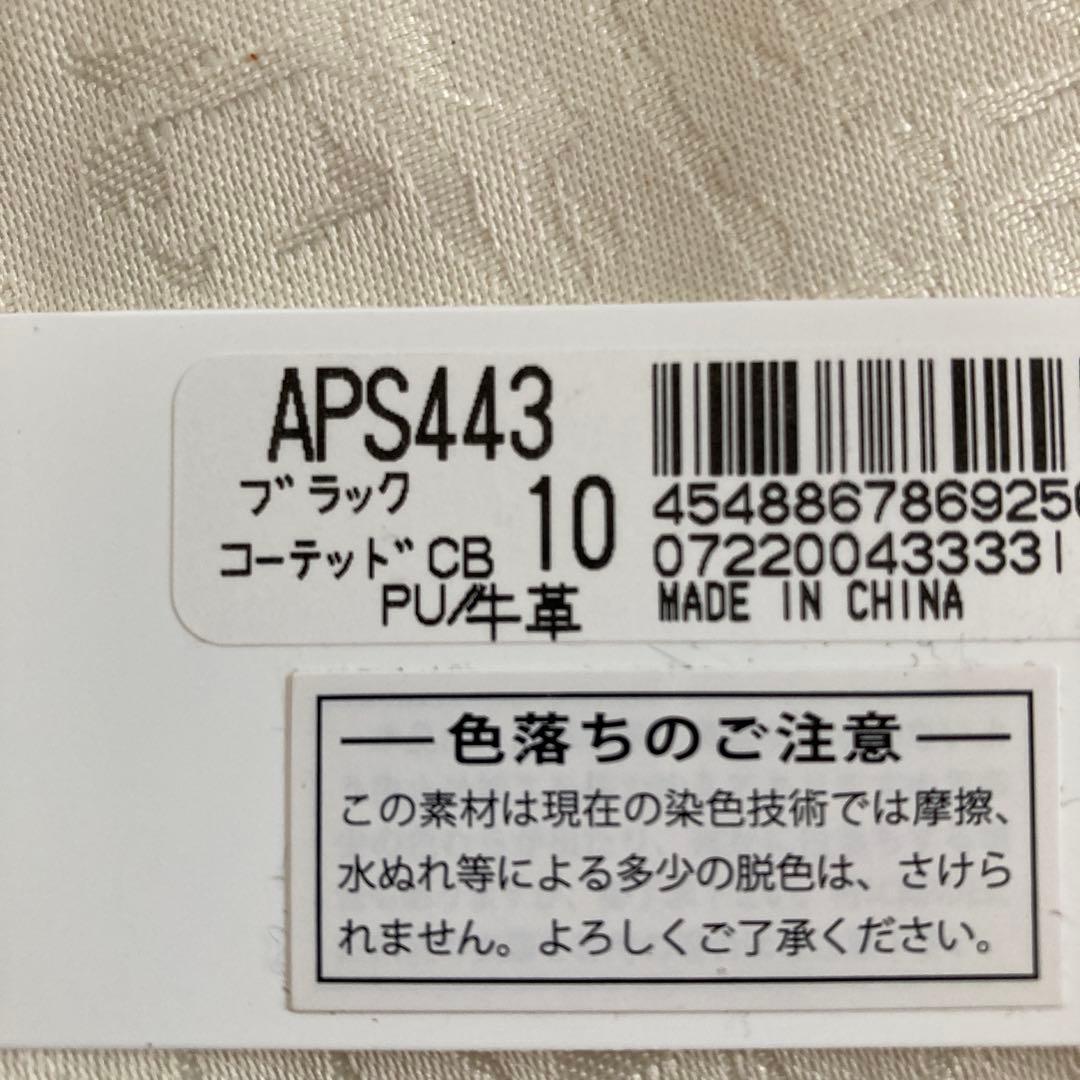 APS443
ブラック
コーテッドCB 10
PU/牛革
454886786925
07220043333
MADE IN CHINA
色落ちのご注意
この素材は現在の染色技術では摩擦、
水ぬれ等による多少の脱色は、さけら
れません。よろしくご了承ください。